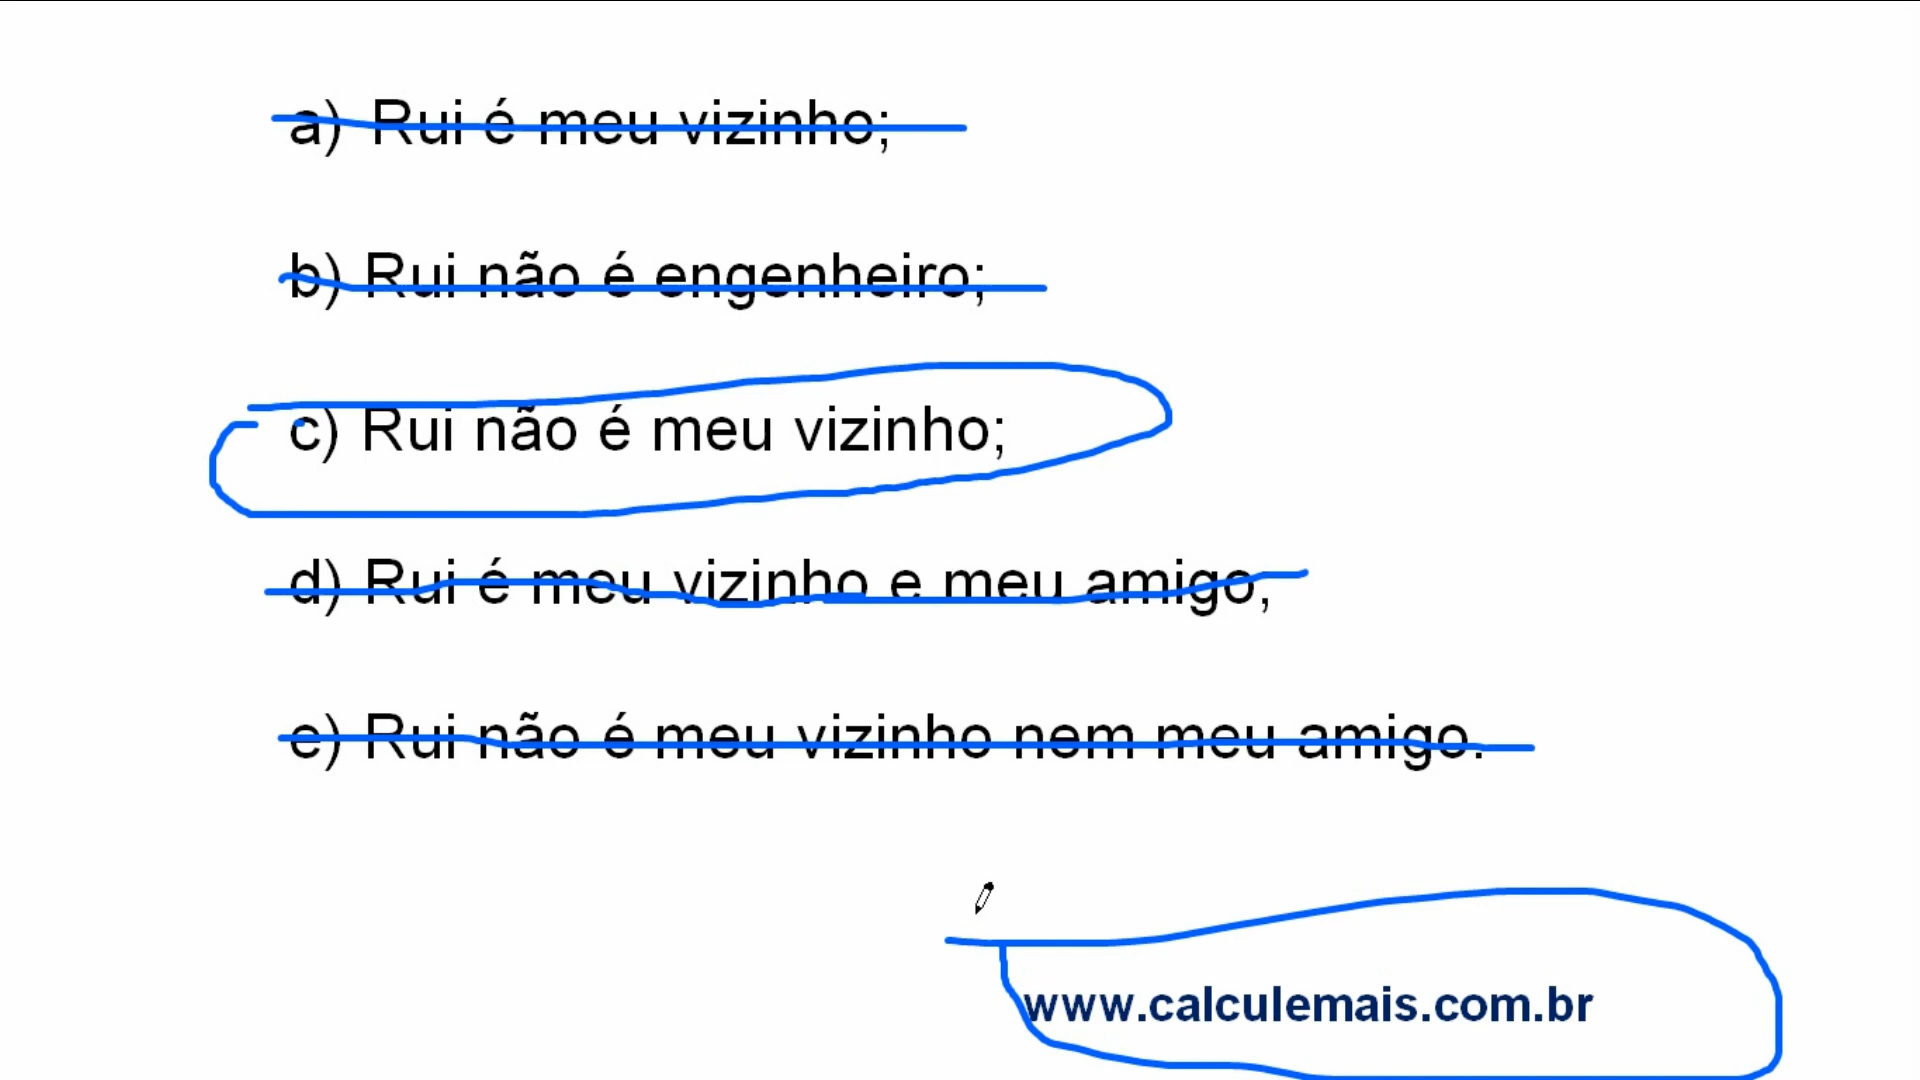 a) Rui é meu vizinho;
b) Rui não é engenheiro;
c) Rui não é meu vizinho;
d) Rui é meu vizinho e meu amigo;
e) Rui não é meu vizinho nem meu amigo.
www.calculemais.com.br